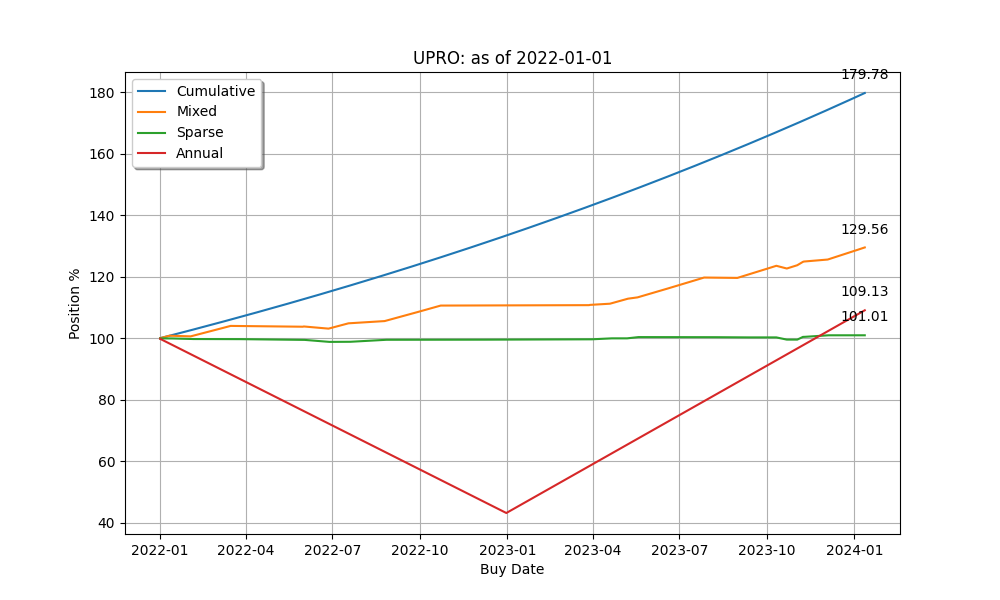 UPRO: as of 2022-01-01
Cumulative
Mixed
Sparse
Annual
179.78
129.56
109.13
101.01
180
160
140
120
100
80
60
40
Position %
2022-01 2022-04 2022-07 2022-10 2023-01 2023-04 2023-07 2023-10 2024-01
Buy Date